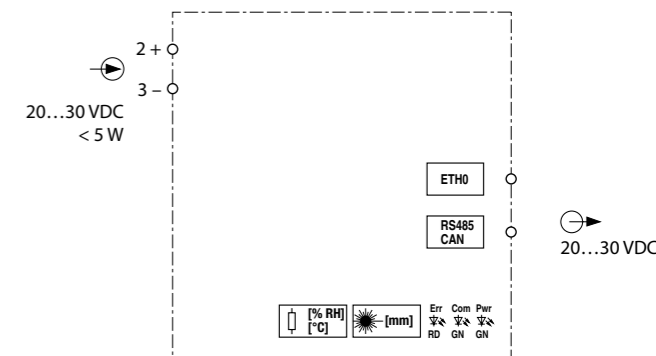 2 +
3 –
20…30 VDC
< 5 W
ETH0
RS485
CAN
20…30 VDC
[% RH]
[°C]
[mm]
Err Com Pwr
RD GN GN